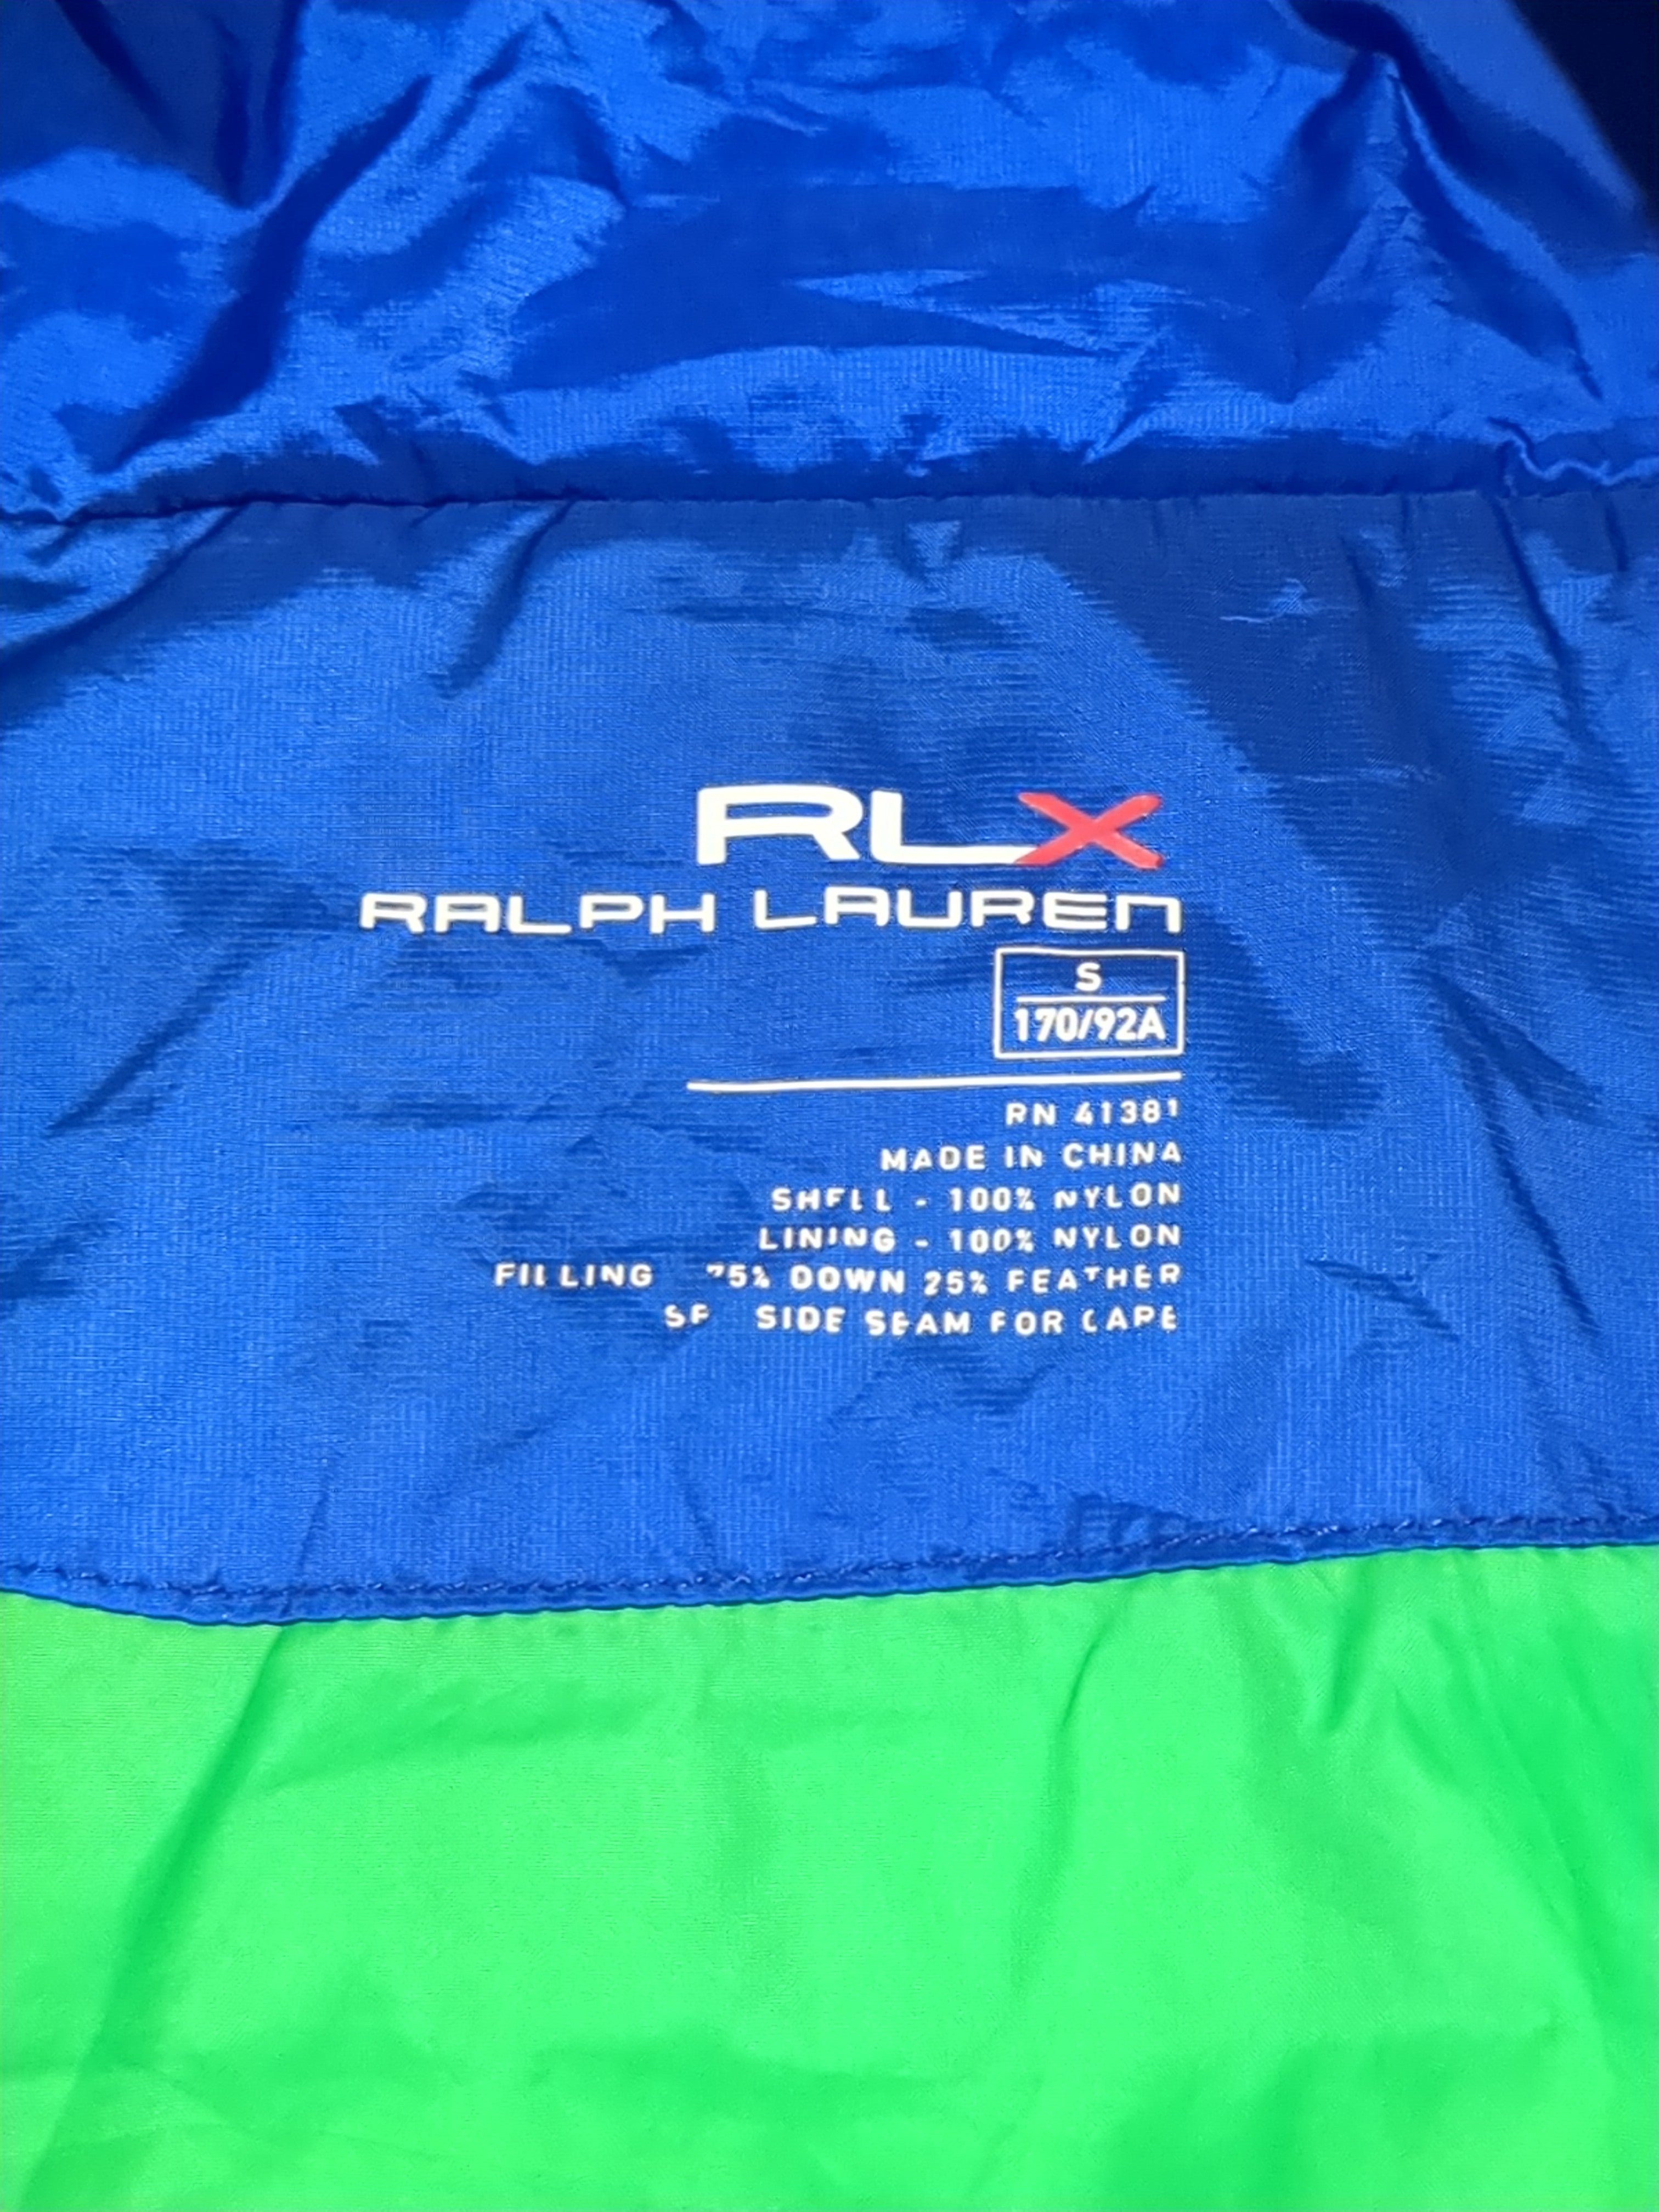 RLX
RALPH LAUREN
S
170/92A
RN 41381
MADE IN CHINA
SHELL - 100% NYLON
LINING - 100% NYLON
FILLING 75% DOWN 25% FEATHER
SIDE SEAM FOR CARE